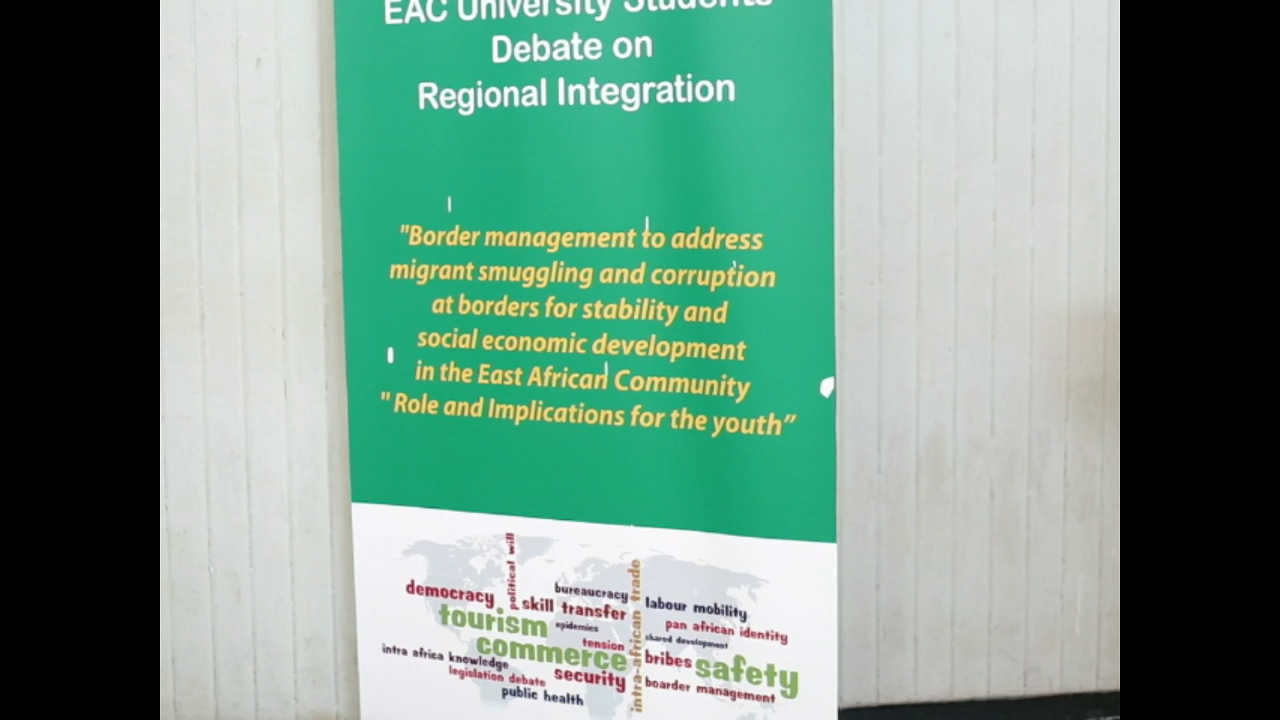 EAC University Students
Debate on
Regional Integration
"Border management to address
migrant smuggling and corruption
at borders for stability and
social economic development
in the East African Community
" Role and Implications for the youth”
political will
democracy
skill transfer
bureaucracy
intra-african trade
labour mobility
tourism
epidemics
pan african identity
shared development
tension
commerce
bribes
safety
intra africa knowledge
legislation debate
security
boarder management
public health